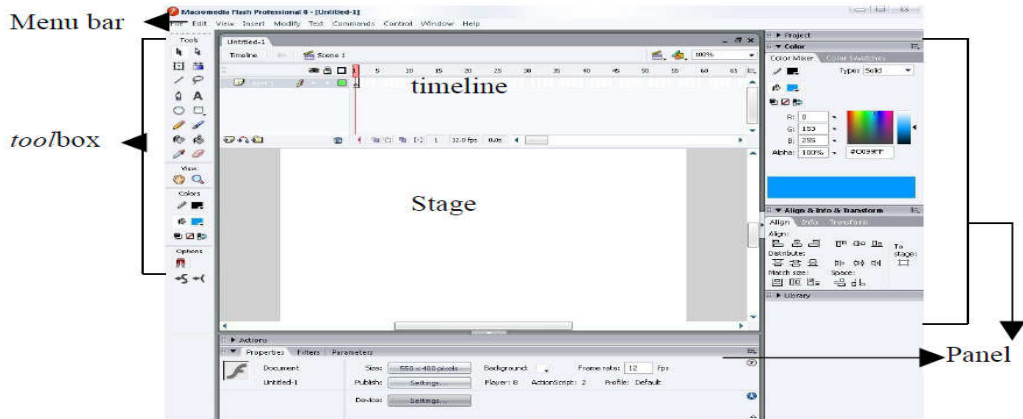 Macromedia Flash Professional 8 - [Untitled-1]
Menu bar
File Edit View Insert Modify Text Commands Control Window Help
Tools
Untitled-1
Timeline Scene 1 100%
5 10 15 20 25 30 35 40 45 50 55 60 65
timeline
1 12.0 fps 0.0s
toolbox
View
Colors
Options
Stage
Project
Color
Color Mixer Color Swatches
Type: Solid
R: 0
G: 153
B: 255
Alpha: 100% #0099FF
Align & Info & Transform
Align Info Transform
Align:
To stage:
Distribute:
Match size: Space:
Library
Panel
Actions
Properties Filters Parameters
Document Size: 550 x 400 pixels Background: Frame rate: 12 fps
Untitled-1 Publish: Settings... Player: 8 ActionScript: 2 Profile: Default
Device: Settings...